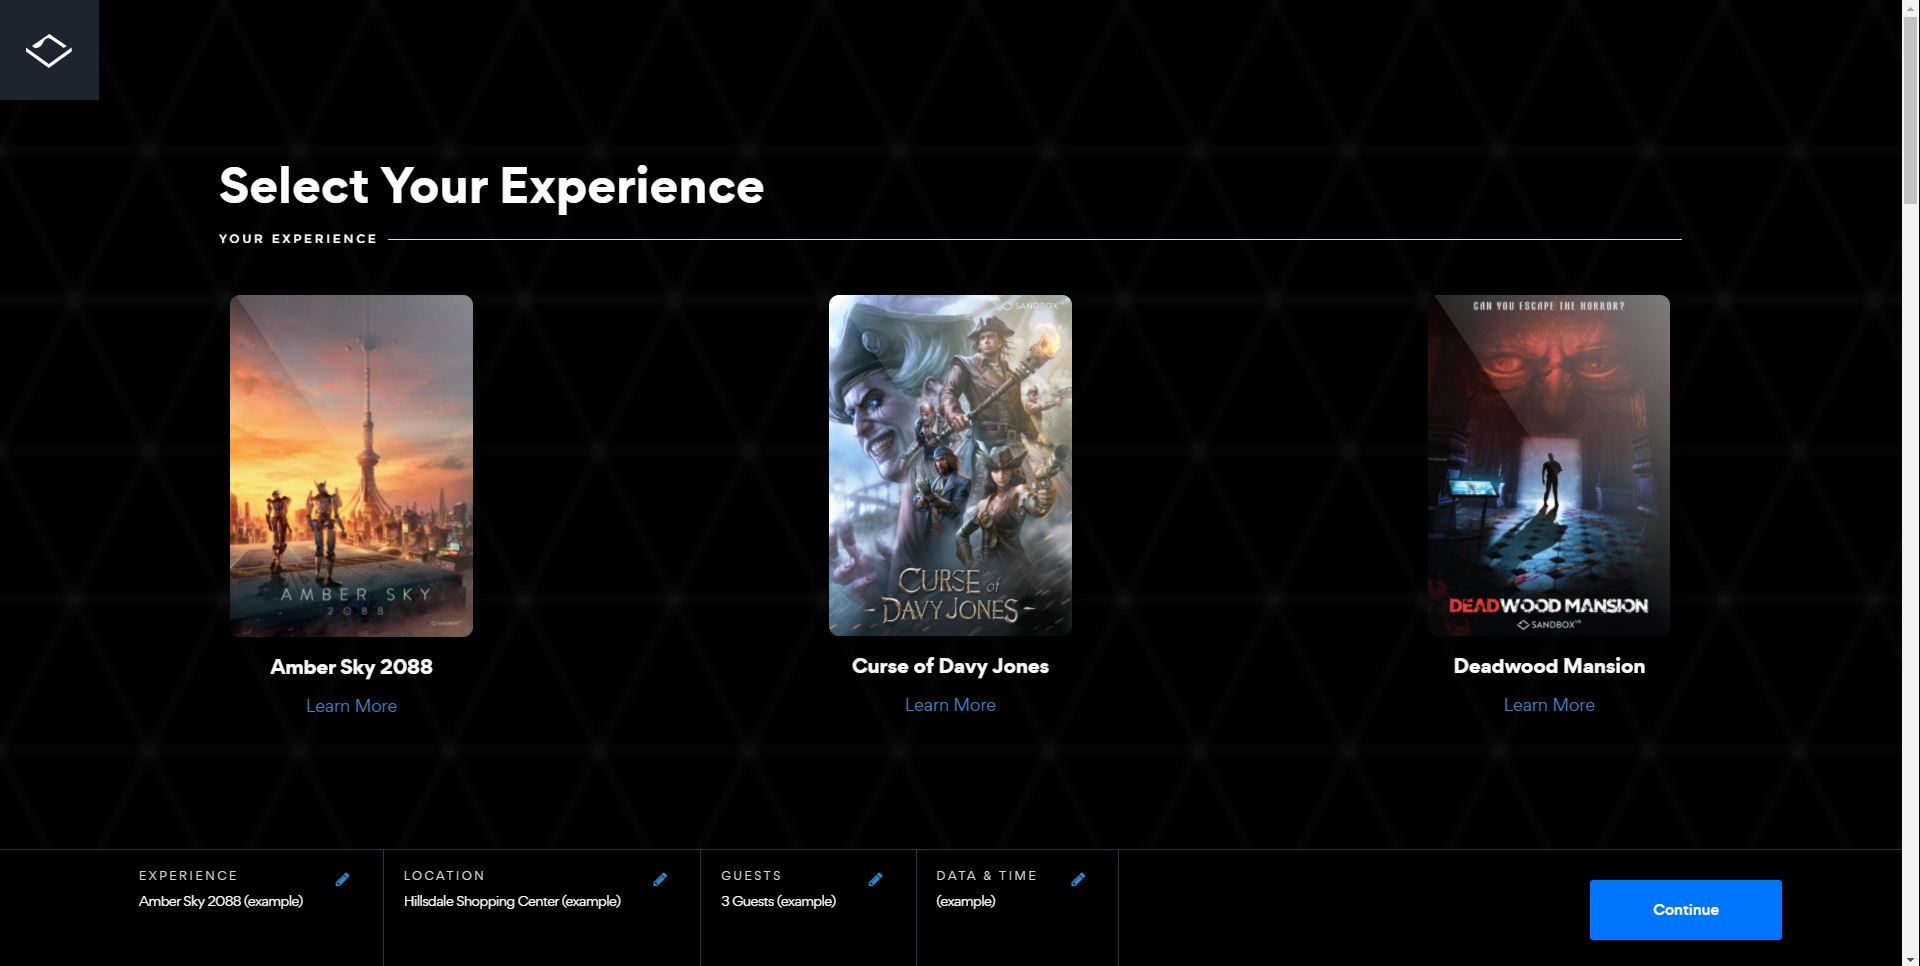 Select Your Experience
YOUR EXPERIENCE
AMBER SKY
2088
SANDBOX
Amber Sky 2088
Learn More
SANDBOX
CURSE of
DAVY JONES
Curse of Davy Jones
Learn More
CAN YOU ESCAPE THE HORROR?
DEADWOOD MANSION
SANDBOX VR
Deadwood Mansion
Learn More
EXPERIENCE
Amber Sky 2088 (example)
LOCATION
Hillsdale Shopping Center (example)
GUESTS
3 Guests (example)
DATA & TIME
(example)
Continue